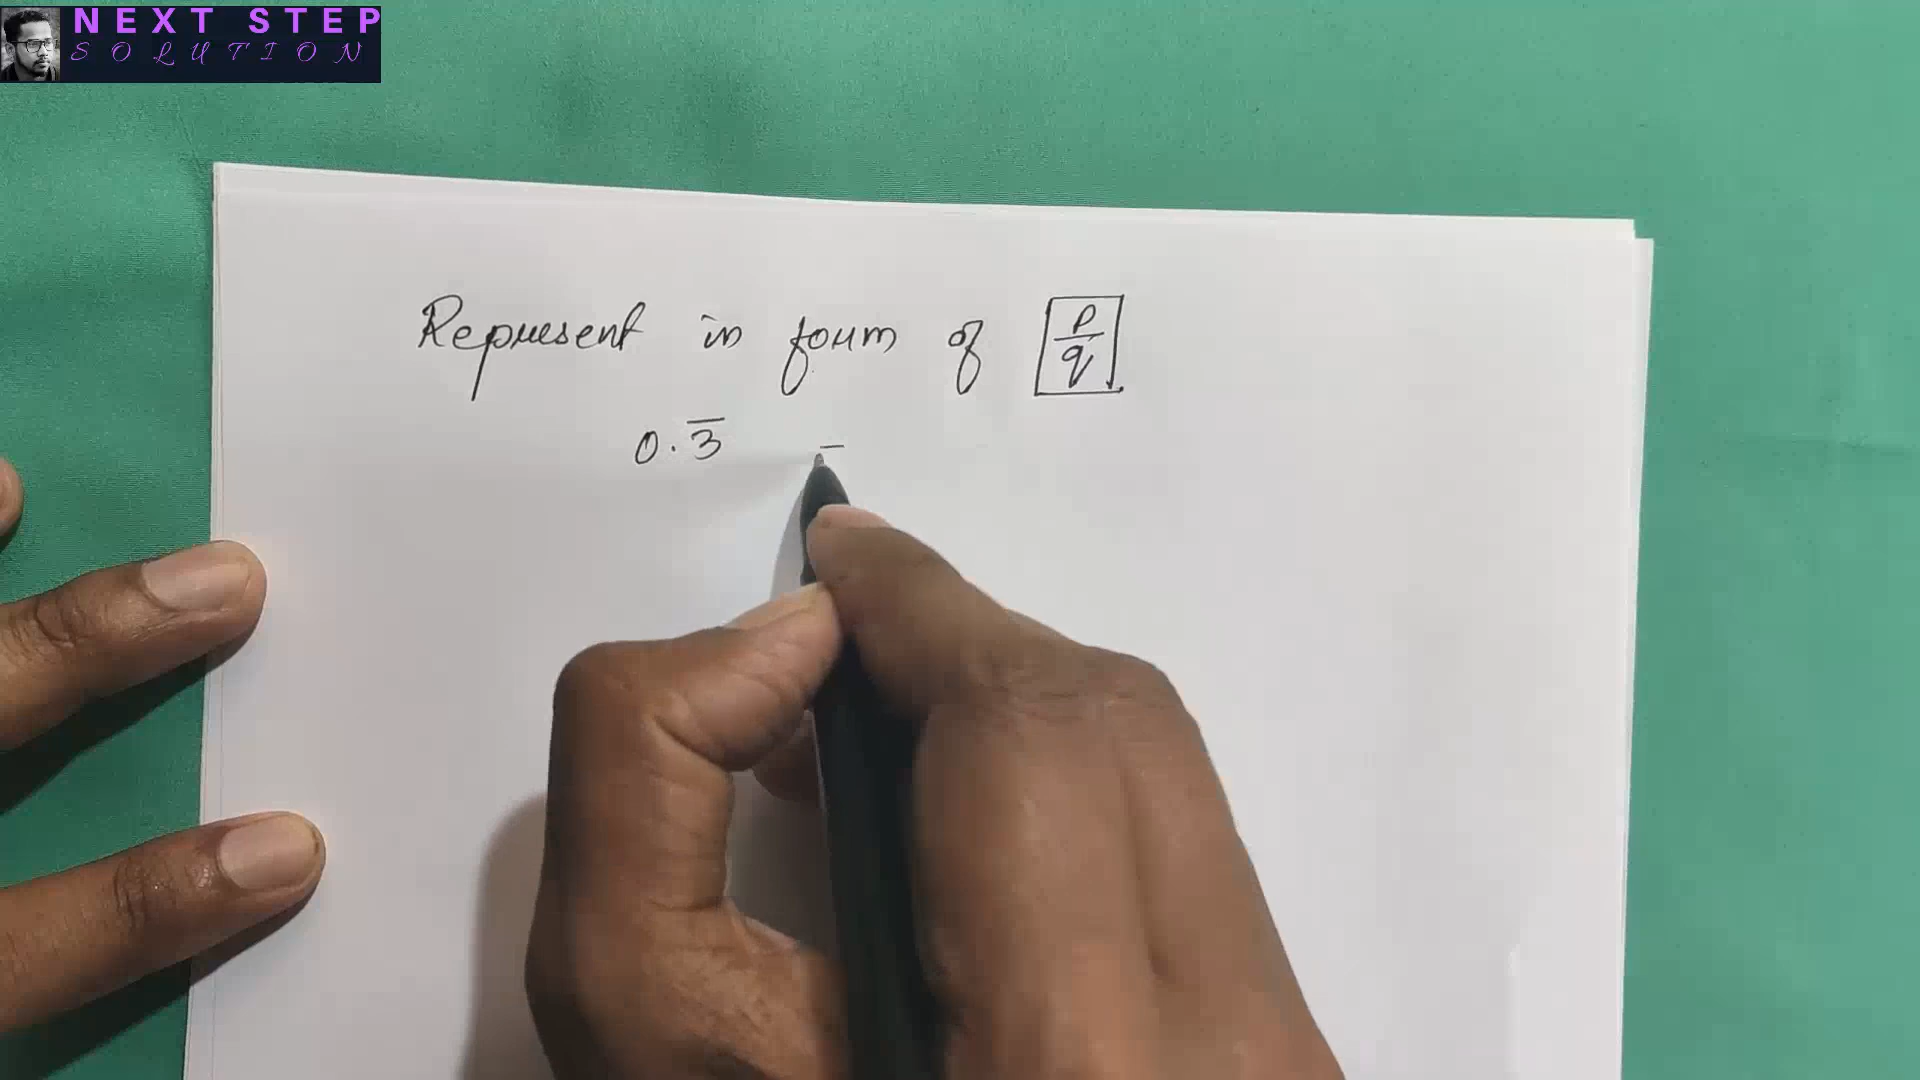 NEXT STEP
SOLUTION
Represent in form of p/q
0.3̅ –